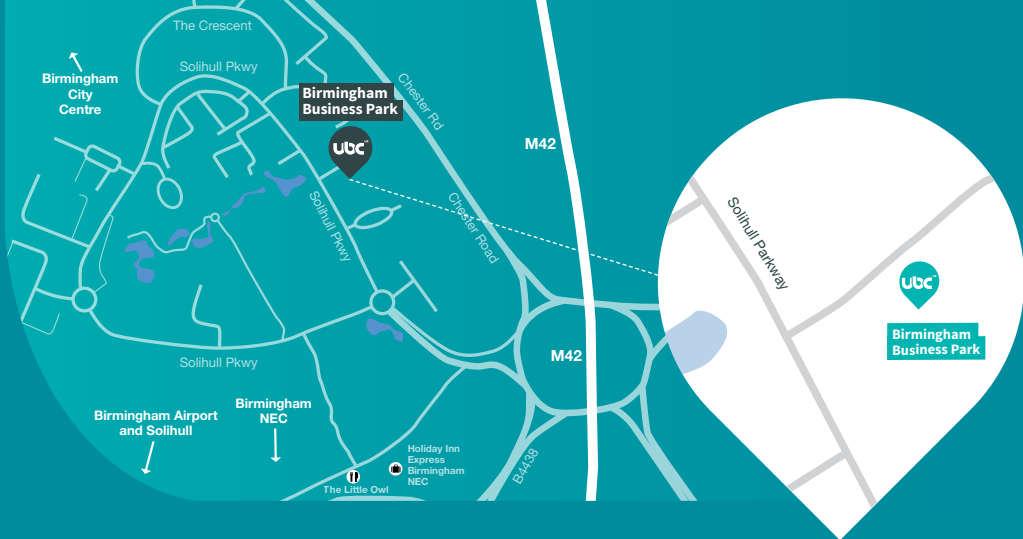 The Crescent
Solihull Pkwy
Birmingham
City
Centre
Birmingham
Business Park
ubc
Chester Rd
M42
Solihull Pkwy
Chester Road
Solihull Parkway
ubc
Birmingham
Business Park
M42
Solihull Pkwy
Birmingham Airport
and Solihull
Birmingham
NEC
Holiday Inn
Express
Birmingham
NEC
B4438
The Little Owl